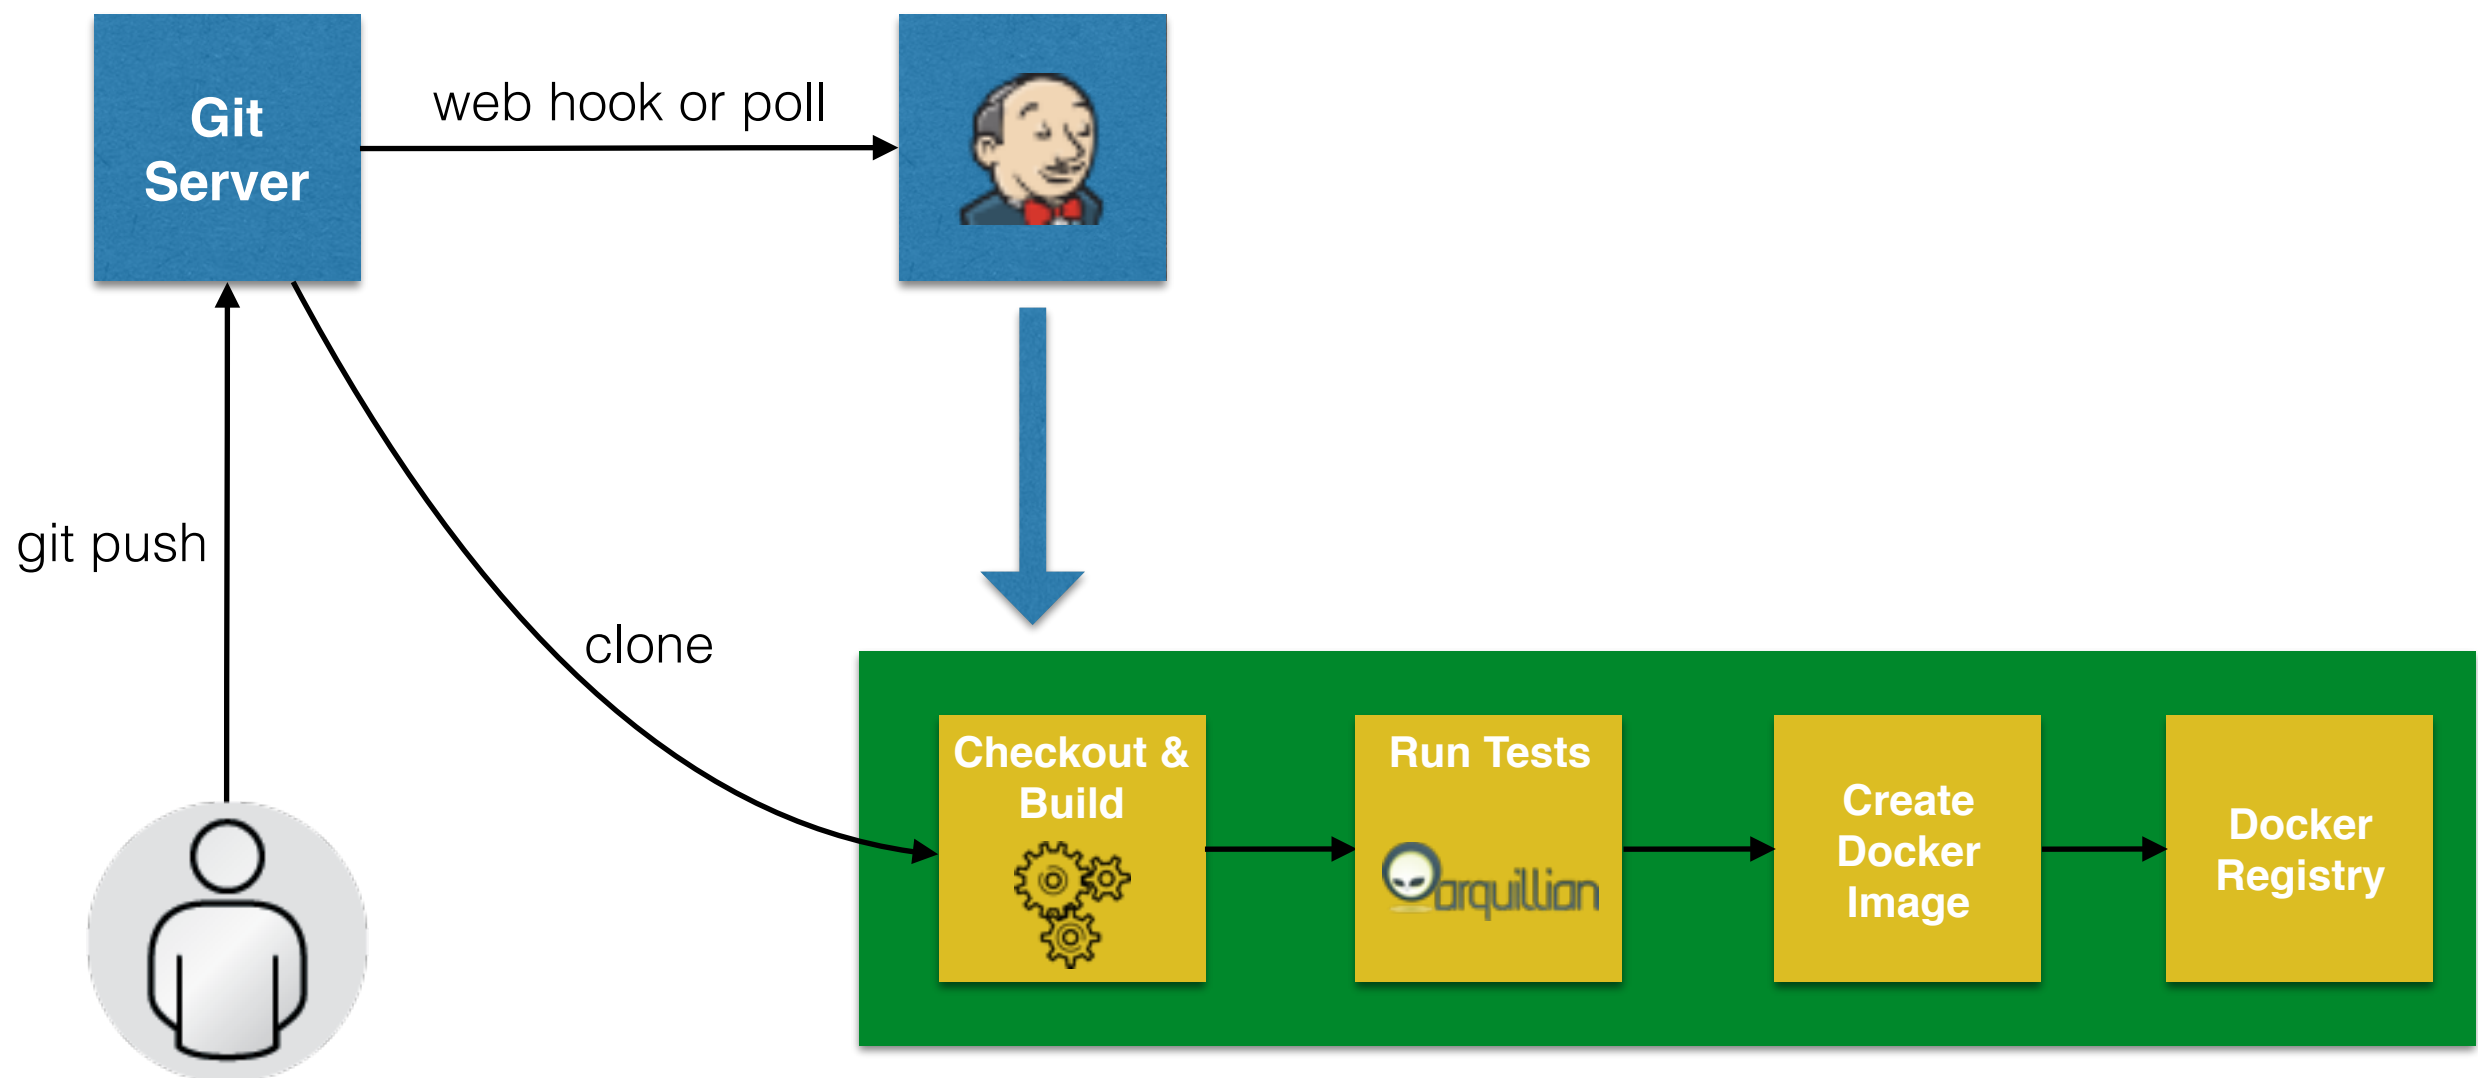 Git
Server
web hook or poll
git push
clone
Checkout &
Build
Run Tests
arquillian
Create
Docker
Image
Docker
Registry